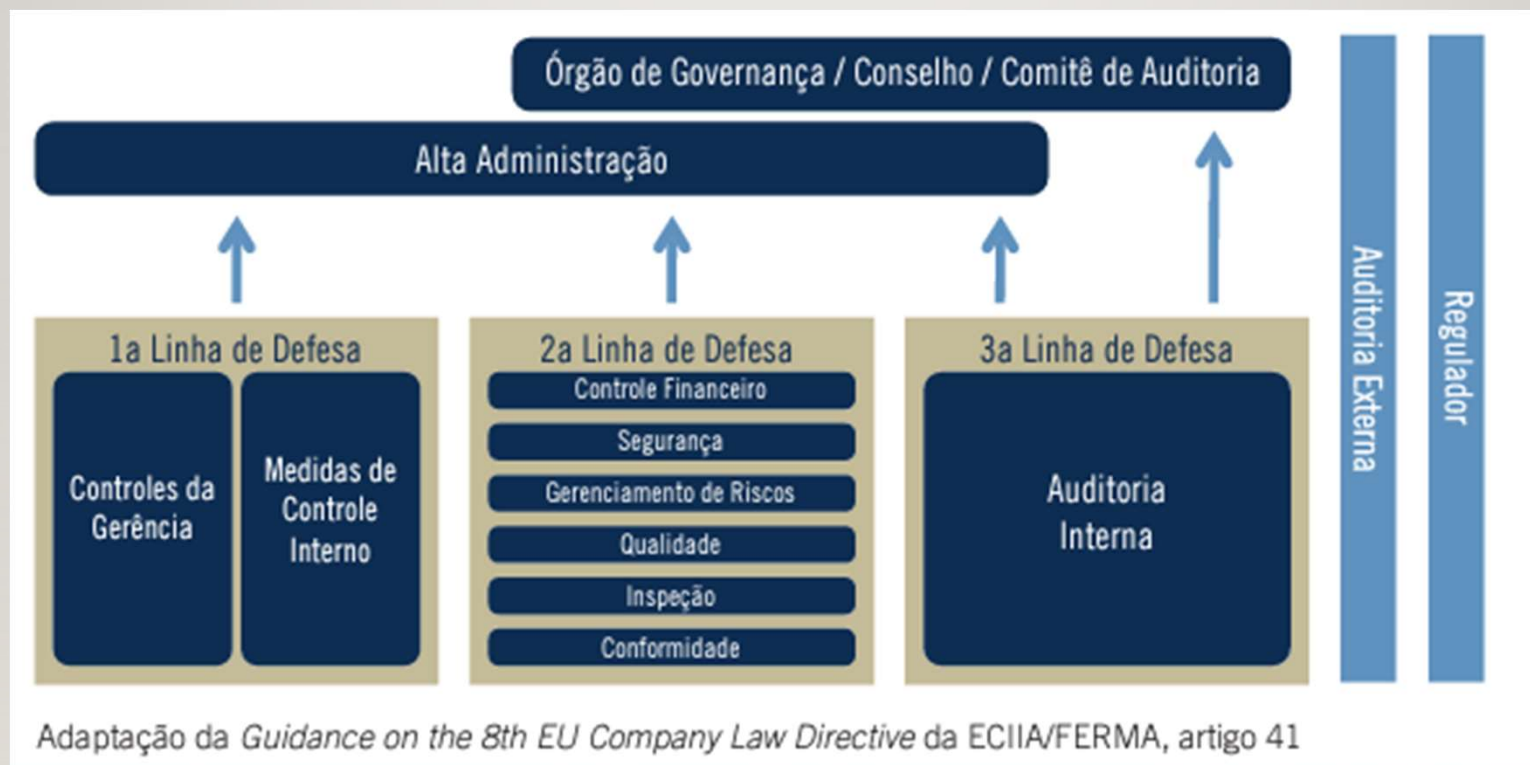 Órgão de Governança / Conselho / Comitê de Auditoria
Alta Administração
1a Linha de Defesa
Controles da
Gerência
Medidas de
Controle
Interno
2a Linha de Defesa
Controle Financeiro
Segurança
Gerenciamento de Riscos
Qualidade
Inspeção
Conformidade
3a Linha de Defesa
Auditoria
Interna
Auditoria Externa
Regulador
Adaptação da Guidance on the 8th EU Company Law Directive da ECIIA/FERMA, artigo 41